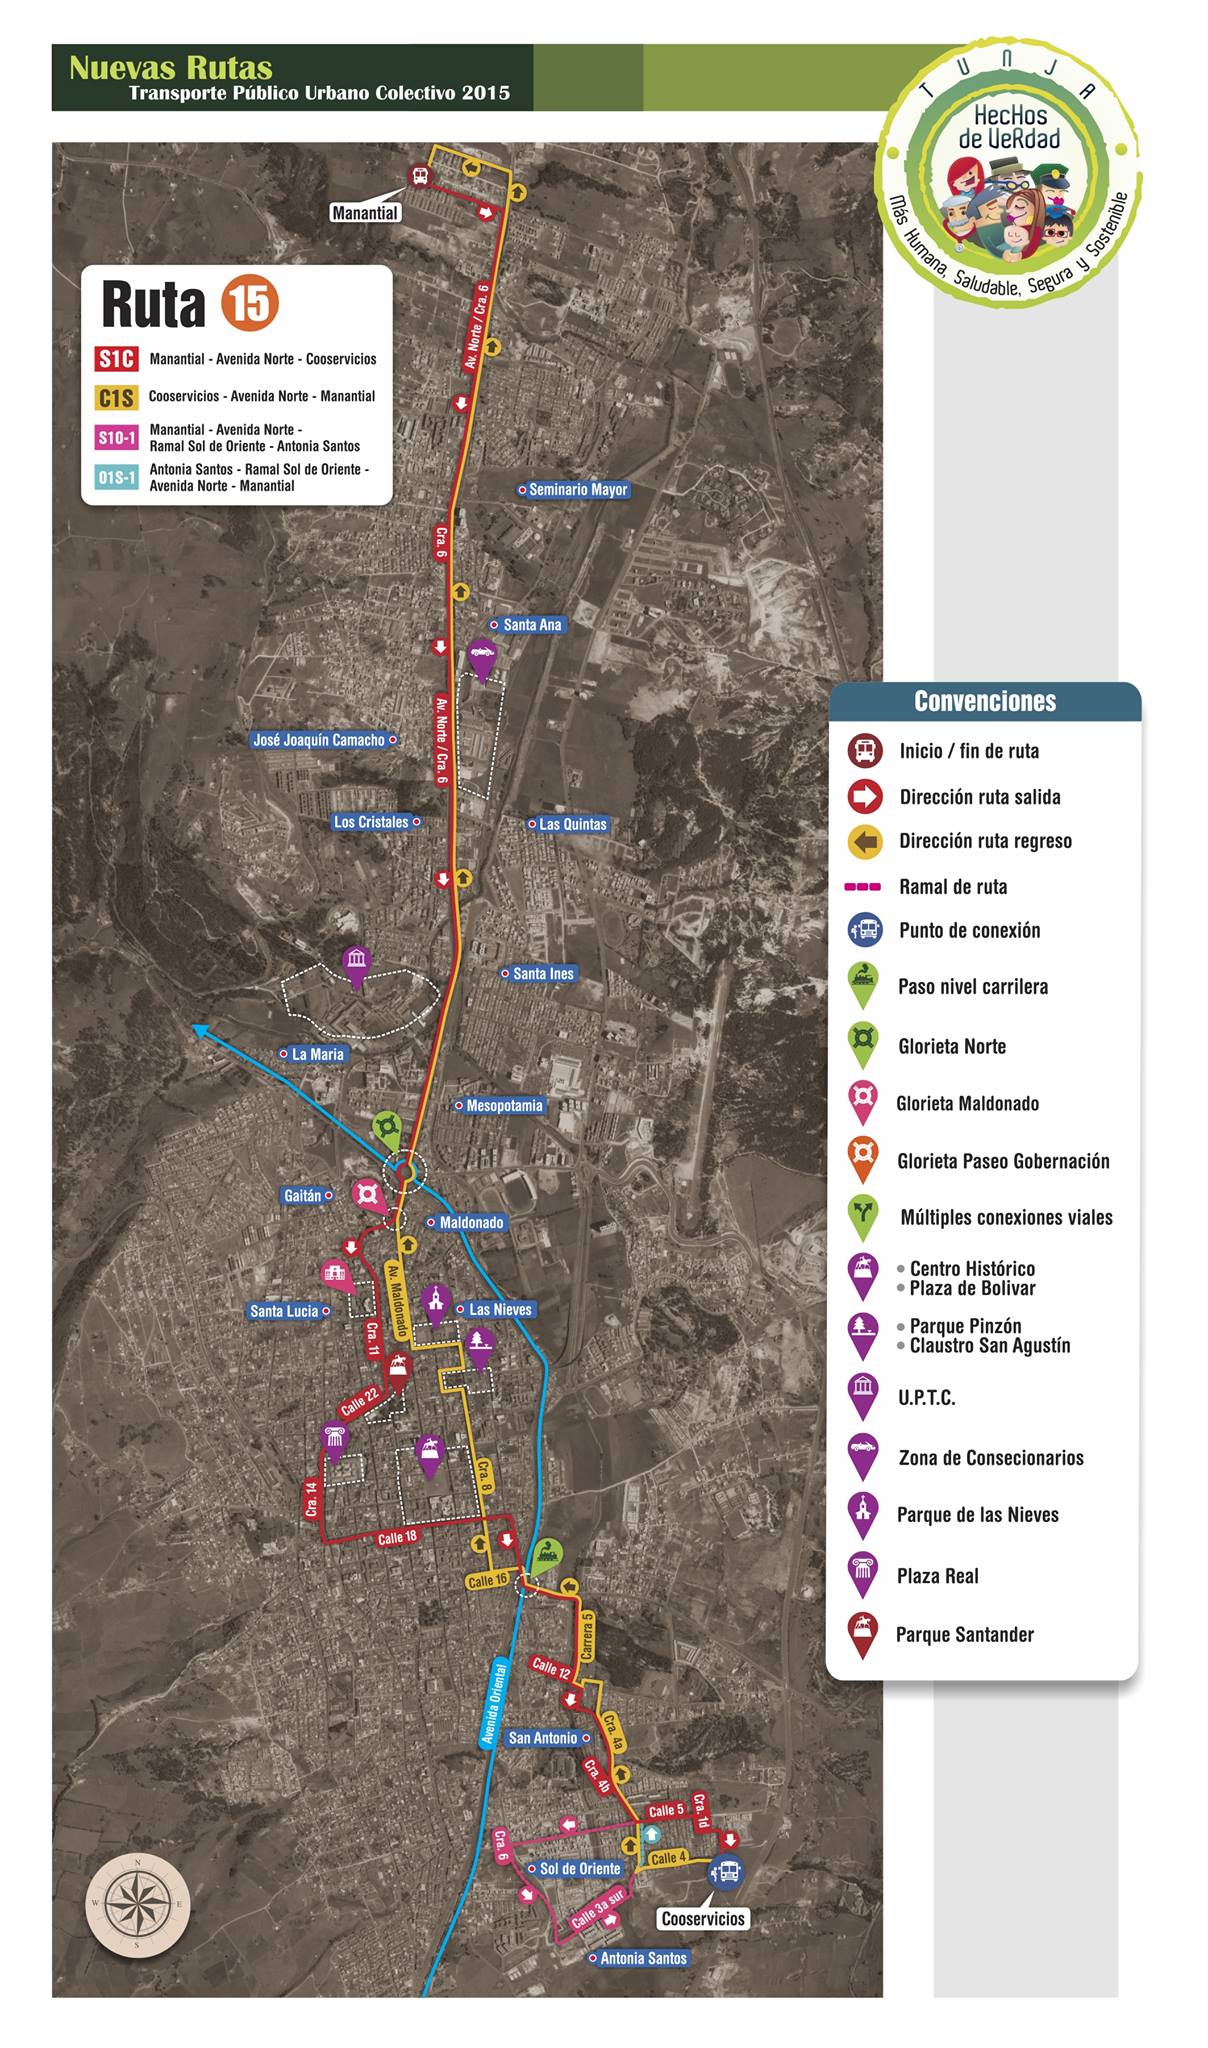 Nuevas Rutas
Transporte Público Urbano Colectivo 2015
TUNJA
HecHos
de VeRdad
Más Humana, Saludable, Segura y Sostenible
Manantial
Ruta 15
S1C Manantial - Avenida Norte - Cooservicios
C1S Cooservicios - Avenida Norte - Manantial
S10-1 Manantial - Avenida Norte -
Ramal Sol de Oriente - Antonia Santos
01S-1 Antonia Santos - Ramal Sol de Oriente -
Avenida Norte - Manantial
Av. Norte / Cra. 6
Seminario Mayor
Cra. 6
Santa Ana
Av. Norte / Cra. 6
José Joaquín Camacho
Los Cristales
Las Quintas
Santa Ines
La Maria
Mesopotamia
Gaitán
Maldonado
Av. Maldonado
Santa Lucia
Las Nieves
Cra. 11
Calle 22
Cra. 14
Cra. 8
Calle 18
Calle 16
Carrera 5
Calle 12
Avenida Oriental
San Antonio
Cra. 4a
Cra. 4b
Calle 5
Cra. 1d
Cra. 6
Sol de Oriente
Calle 4
Calle 3a sur
Cooservicios
Antonia Santos
N
W
E
S
Convenciones
Inicio / fin de ruta
Dirección ruta salida
Dirección ruta regreso
Ramal de ruta
Punto de conexión
Paso nivel carrilera
Glorieta Norte
Glorieta Maldonado
Glorieta Paseo Gobernación
Múltiples conexiones viales
• Centro Histórico
• Plaza de Bolivar
• Parque Pinzón
• Claustro San Agustín
U.P.T.C.
Zona de Consecionarios
Parque de las Nieves
Plaza Real
Parque Santander